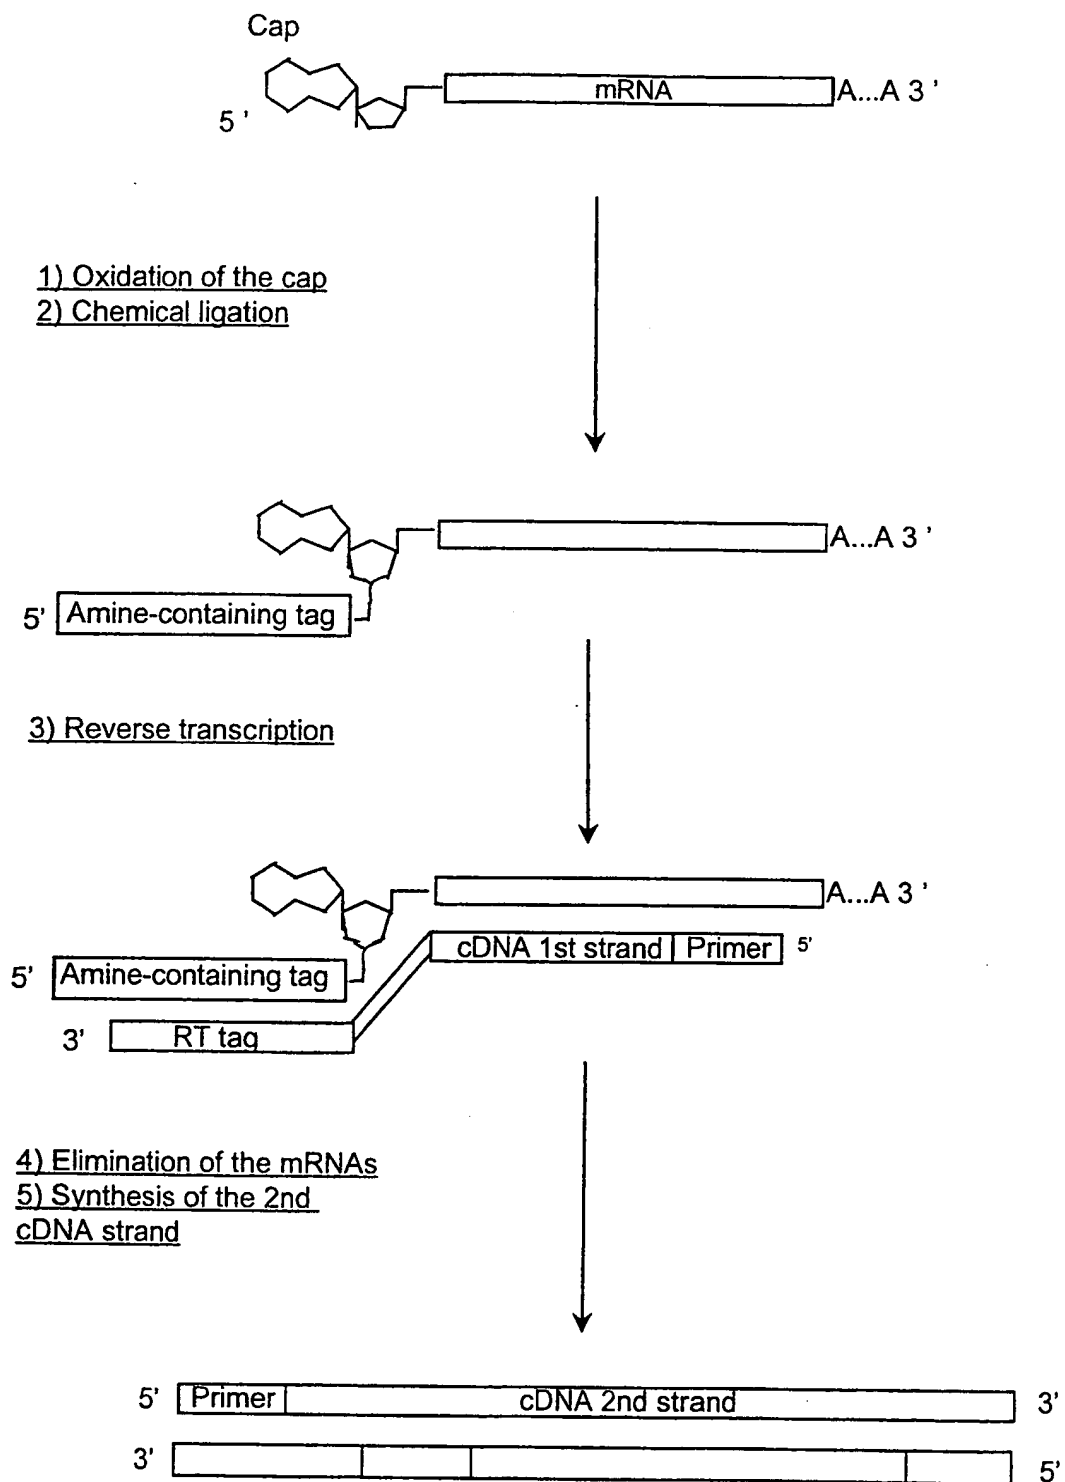 Cap
mRNA
A...A 3 '
5 '
1) Oxidation of the cap
2) Chemical ligation
A...A 3 '
5' Amine-containing tag
3) Reverse transcription
A...A 3 '
cDNA 1st strand Primer 5'
5' Amine-containing tag
3' RT tag
4) Elimination of the mRNAs
5) Synthesis of the 2nd
cDNA strand
5' Primer cDNA 2nd strand 3'
3' 5'